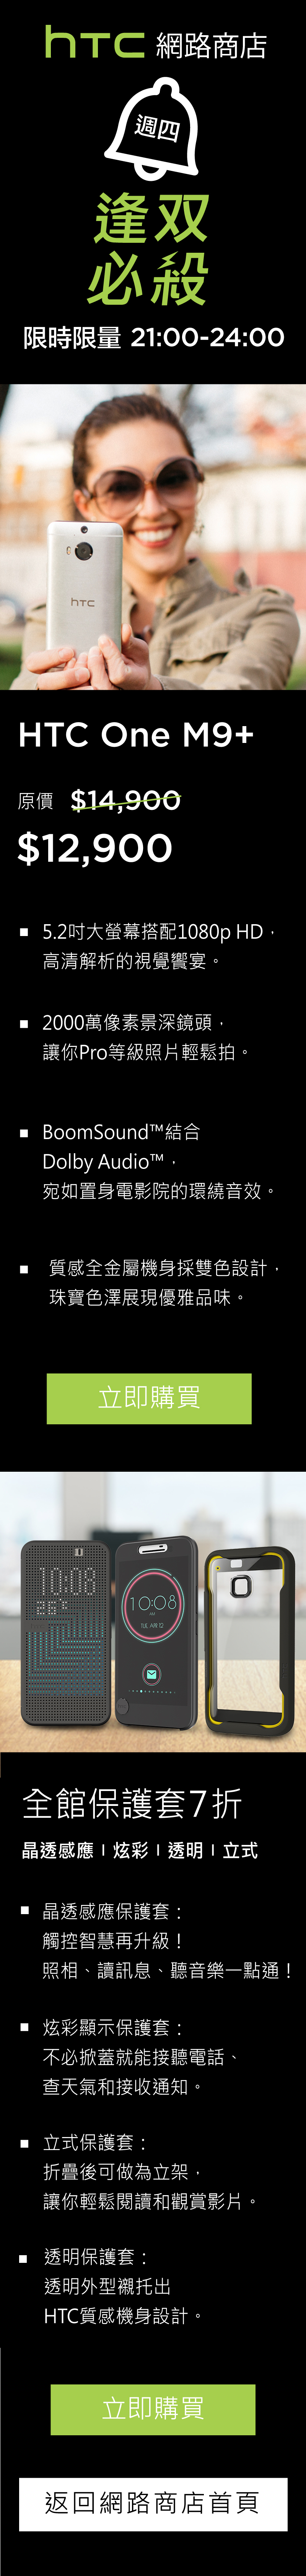 hTC 網路商店
週四
逢双
必殺
限時限量 21:00-24:00
hTC
HTC One M9+
原價 $14,900
$12,900
5.2吋大螢幕搭配1080p HD，
高清解析的視覺饗宴。
2000萬像素景深鏡頭，
讓你Pro等級照片輕鬆拍。
BoomSound™結合
Dolby Audio™，
宛如置身電影院的環繞音效。
質感全金屬機身採雙色設計，
珠寶色澤展現優雅品味。
立即購買
10:08
10:08
AM
TUE, APR 12
全館保護套7折
晶透感應 | 炫彩 | 透明 | 立式
晶透感應保護套：
觸控智慧再升級！
照相、讀訊息、聽音樂一點通！
炫彩顯示保護套：
不必掀蓋就能接聽電話、
查天氣和接收通知。
立式保護套：
折疊後可做為立架，
讓你輕鬆閱讀和觀賞影片。
透明保護套：
透明外型襯托出
HTC質感機身設計。
立即購買
返回網路商店首頁